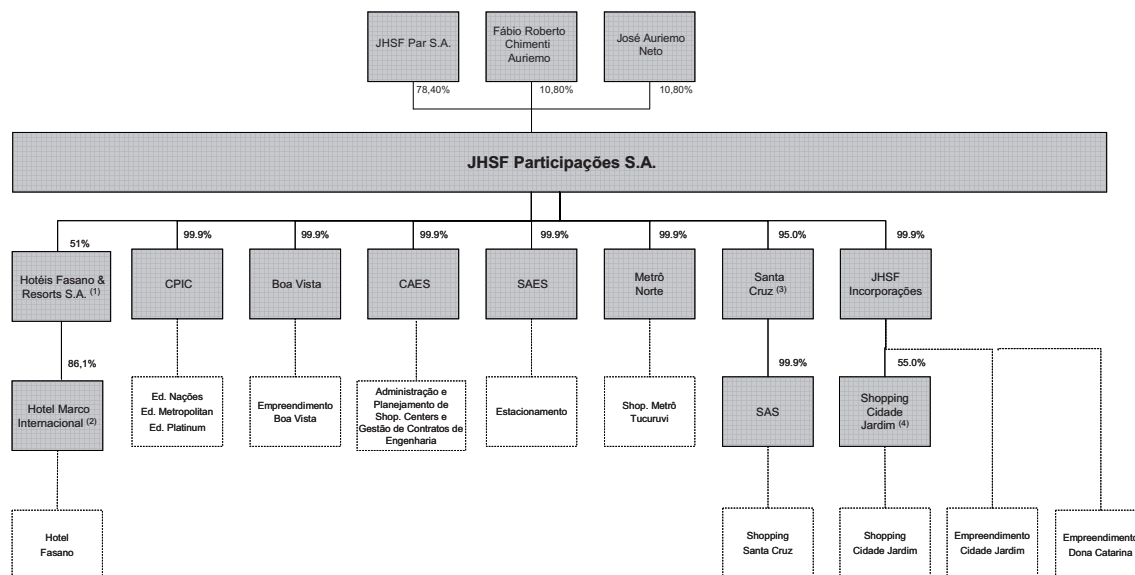 JHSF Par S.A.
Fábio Roberto
Chimenti
Auriemo
José Auriemo
Neto
78,40%
10,80%
10,80%
JHSF Participações S.A.
51%
99.9%
99.9%
99.9%
99.9%
99.9%
95.0%
99.9%
Hotéis Fasano &
Resorts S.A. (1)
CPIC
Boa Vista
CAES
SAES
Metrô
Norte
Santa
Cruz (3)
JHSF
Incorporações
86,1%
99.9%
55.0%
Hotel Marco
Internacional (2)
Ed. Nações
Ed. Metropolitan
Ed. Platinum
Empreendimento
Boa Vista
Administração e
Planejamento de
Shop. Centers e
Gestão de Contratos de
Engenharia
Estacionamento
Shop. Metrô
Tucuruvi
SAS
Shopping
Cidade
Jardim (4)
Hotel
Fasano
Shopping
Santa Cruz
Shopping
Cidade Jardim
Empreendimento
Cidade Jardim
Empreendimento
Dona Catarina